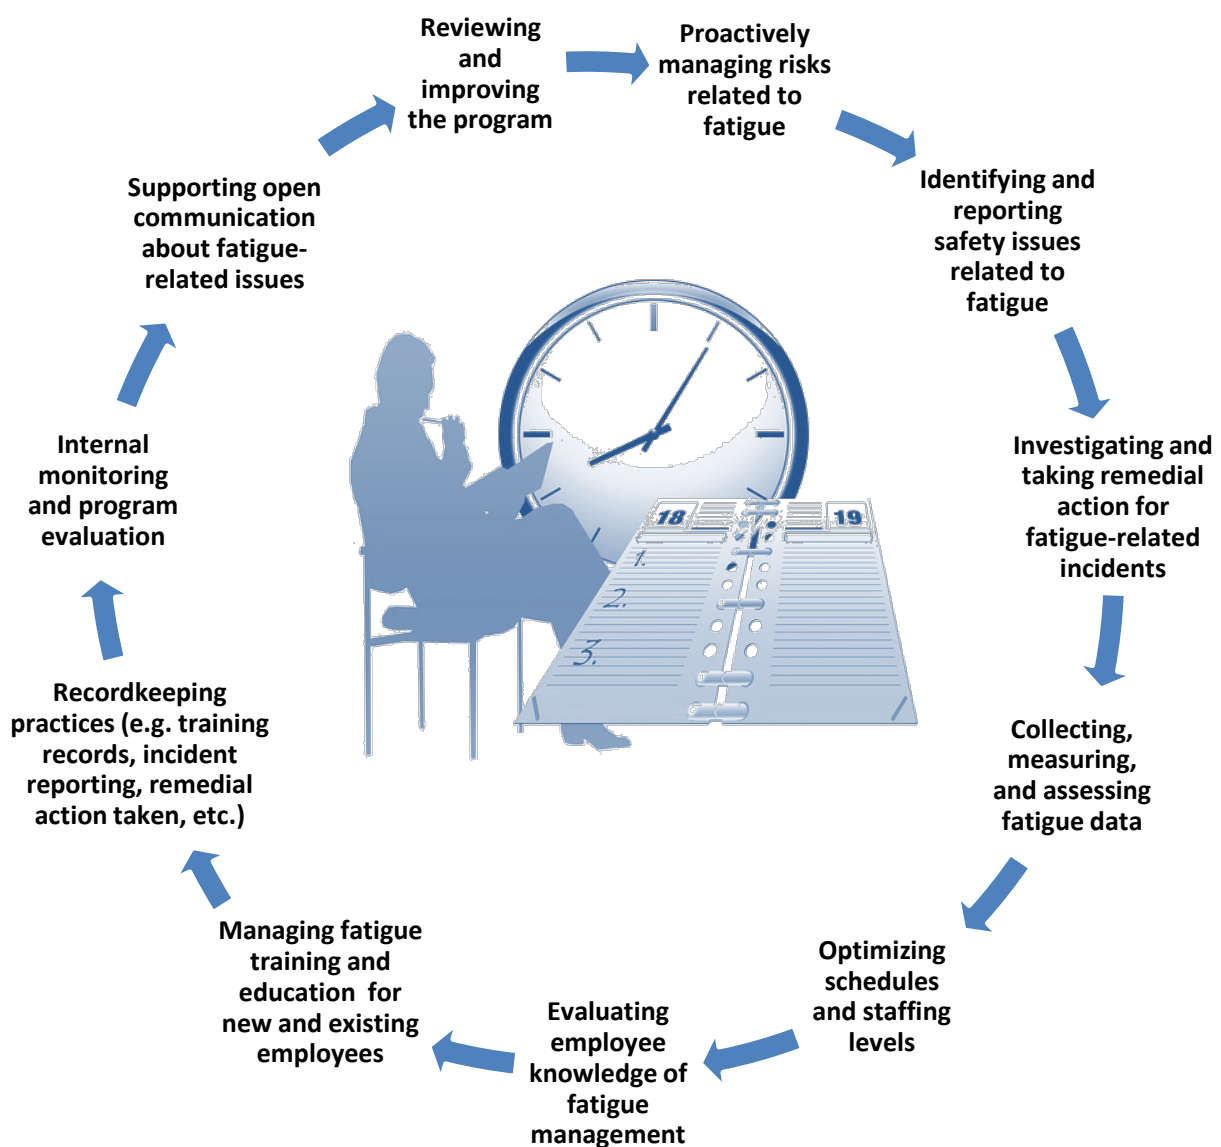 Reviewing
and
improving
the program
Proactively
managing risks
related to
fatigue
Identifying and
reporting
safety issues
related to
fatigue
Investigating and
taking remedial
action for
fatigue-related
incidents
Collecting,
measuring,
and assessing
fatigue data
Optimizing
schedules
and staffing
levels
Evaluating
employee
knowledge of
fatigue
management
Managing fatigue
training and
education  for
new and existing
employees
Recordkeeping
practices (e.g. training
records, incident
reporting, remedial
action taken, etc.)
Internal
monitoring
and program
evaluation
Supporting open
communication
about fatigue-
related issues
18
19
1.
2.
3.